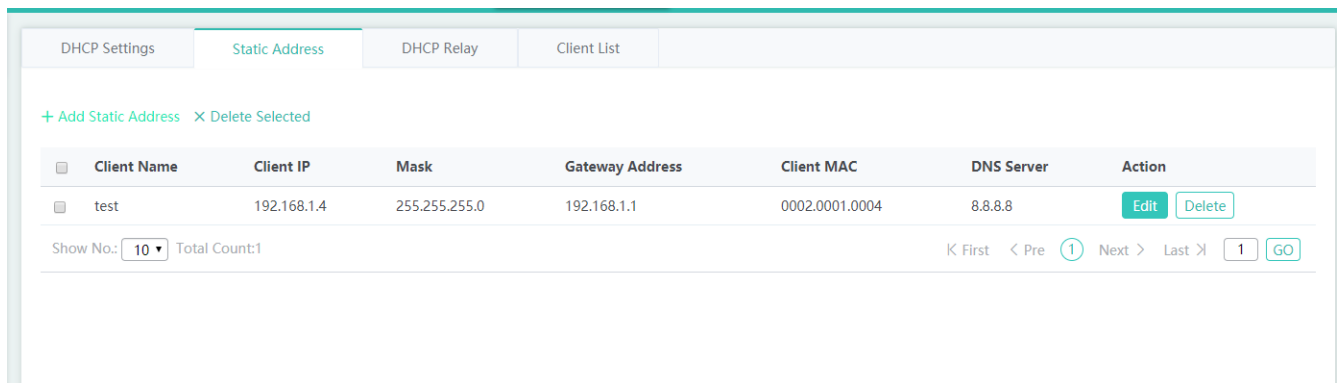 DHCP Settings Static Address DHCP Relay Client List
+ Add Static Address × Delete Selected
Client Name Client IP Mask Gateway Address Client MAC DNS Server Action
test 192.168.1.4 255.255.255.0 192.168.1.1 0002.0001.0004 8.8.8.8 Edit Delete
Show No.: 10 Total Count:1 First Pre 1 Next Last 1 GO